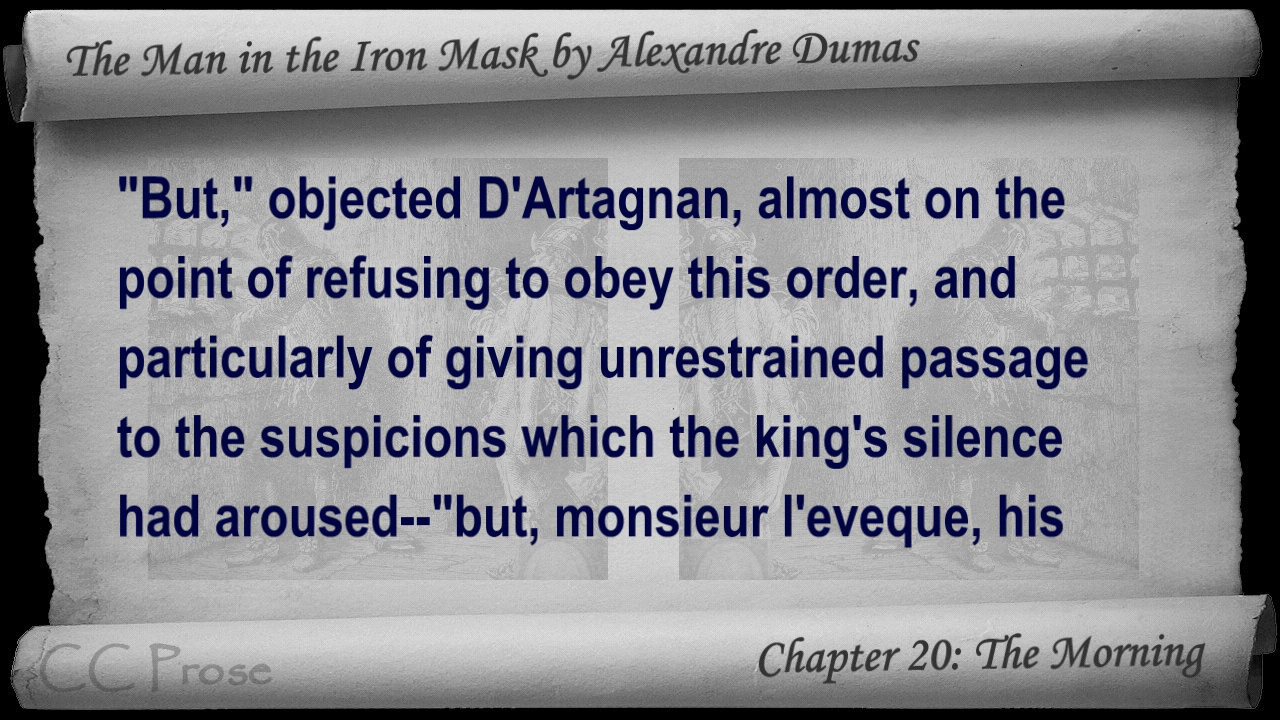 The Man in the Iron Mask by Alexandre Dumas
"But," objected D'Artagnan, almost on the
point of refusing to obey this order, and
particularly of giving unrestrained passage
to the suspicions which the king's silence
had aroused--"but, monsieur l'eveque, his
CC Prose
Chapter 20: The Morning